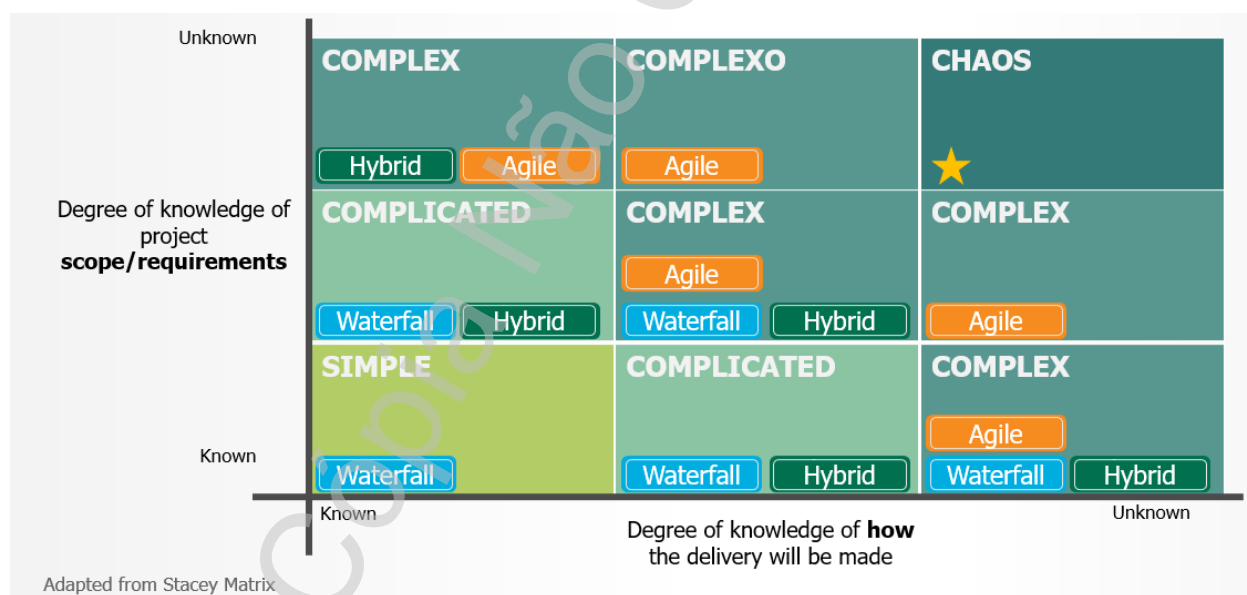 Unknown
COMPLEX
COMPLEXO
CHAOS
Hybrid
Agile
Agile
Degree of knowledge of
project
scope/requirements
COMPLICATED
COMPLEX
COMPLEX
Agile
Waterfall
Hybrid
Waterfall
Hybrid
Agile
SIMPLE
COMPLICATED
COMPLEX
Agile
Known
Waterfall
Waterfall
Hybrid
Waterfall
Hybrid
Known
Degree of knowledge of how
the delivery will be made
Unknown
Adapted from Stacey Matrix
Copia Não